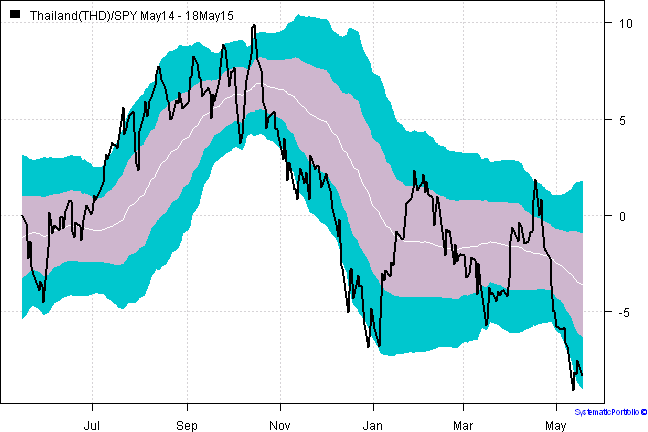 Thailand(THD)/SPY May14 - 18May15
10
5
0
-5
Jul Sep Nov Jan Mar May
SystematicPortfolio ©